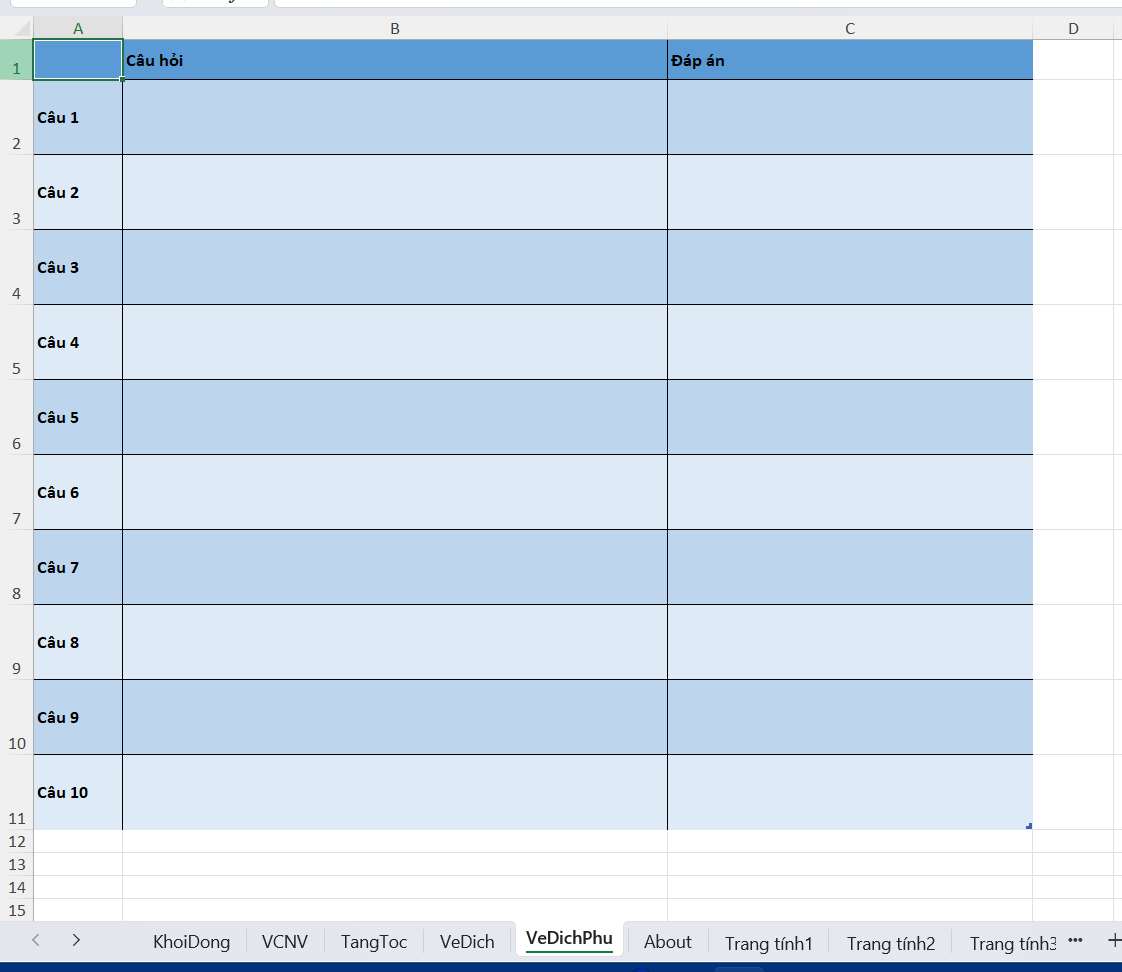 A B C D
1 Câu hỏi Đáp án
2 Câu 1
3 Câu 2
4 Câu 3
5 Câu 4
6 Câu 5
7 Câu 6
8 Câu 7
9 Câu 8
10 Câu 9
11 Câu 10
12
13
14
15
KhoiDong VCNV TangToc VeDich VeDichPhu About Trang tính1 Trang tính2 Trang tính3 ...